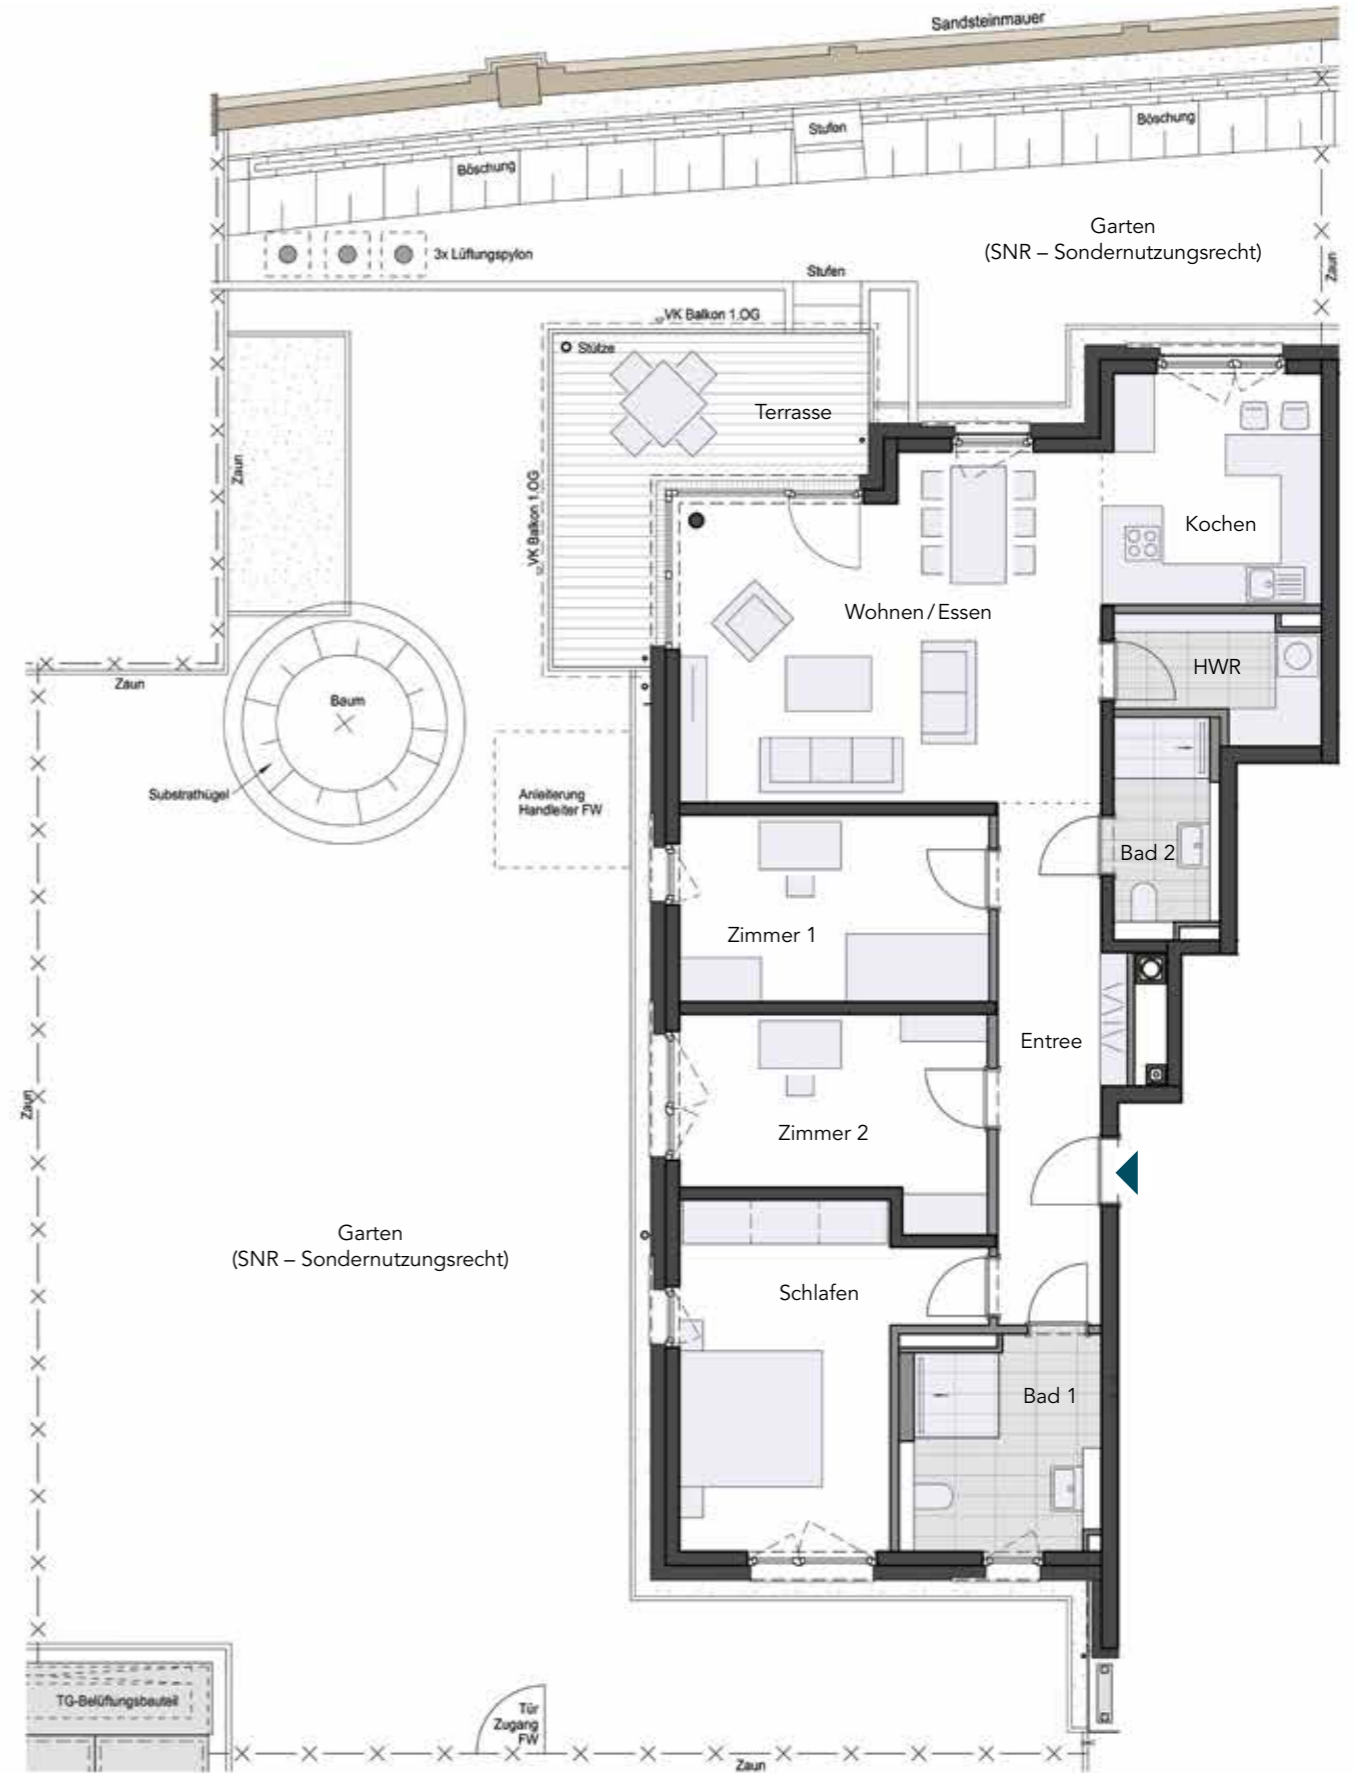 Sandsteinmauer
Böschung
Stufen
Böschung
Garten
(SNR – Sondernutzungsrecht)
Zaun
3x Lüftungspylon
Stufen
VK Balkon 1.OG
Stütze
Terrasse
Zaun
VK Balkon 1.OG
Kochen
Wohnen / Essen
HWR
Zaun
Baum
Substrathügel
Anleiterung
Handleiter FW
Bad 2
Zimmer 1
Entree
Zaun
Zimmer 2
Garten
(SNR – Sondernutzungsrecht)
Schlafen
Bad 1
TG-Belüftungsbauteil
Tür
Zugang
FW
Zaun